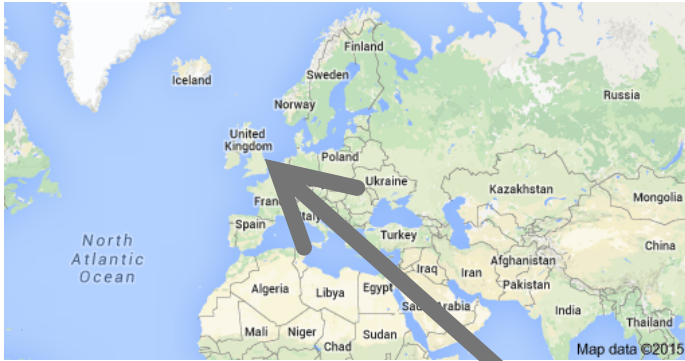 Finland
Iceland
Sweden
Russia
Norway
United
Kingdom
Poland
Ukraine
Kazakhstan
Mongolia
Fran
Spain
Italy
Turkey
North
Atlantic
Ocean
China
Afghanistan
Iraq
Iran
Pakistan
Algeria
Libya
Egypt
Arabia
India
Mali
Niger
Sudan
Chad
Thailand
Map data ©2015